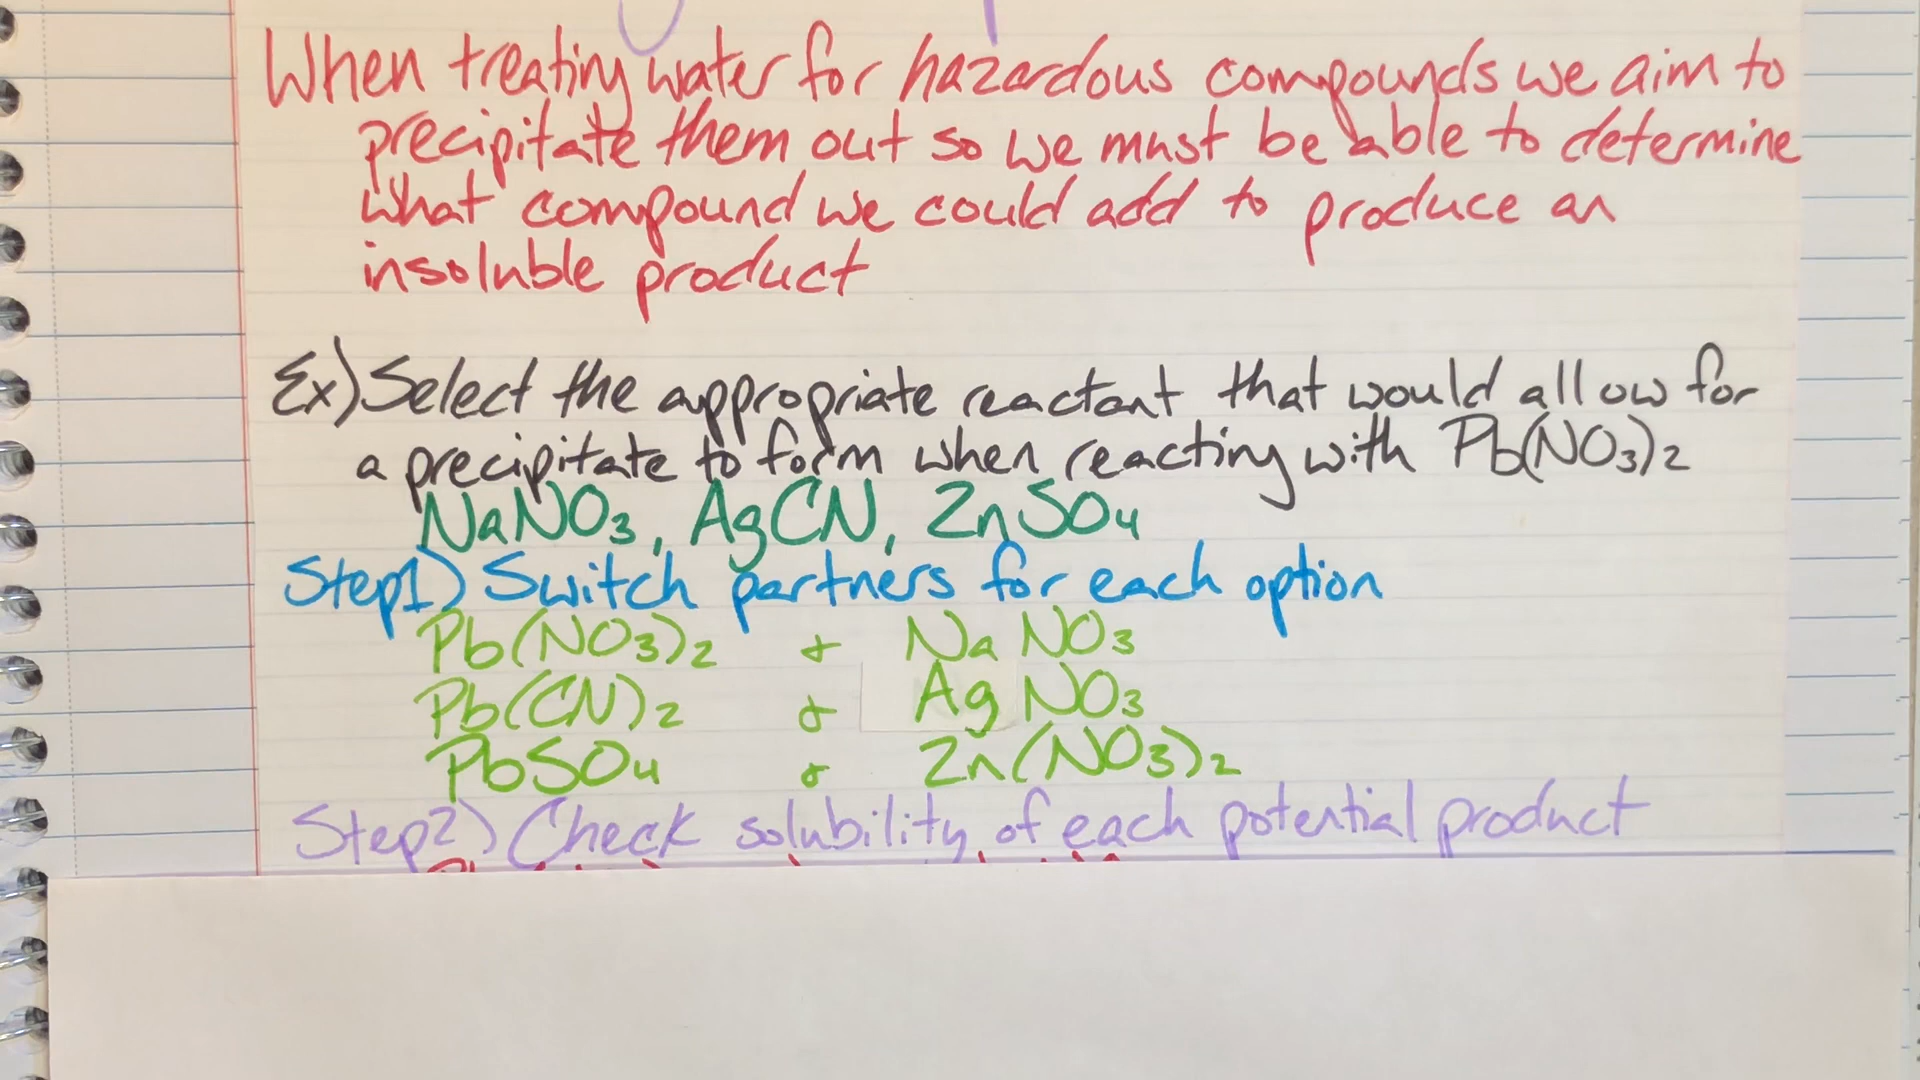 When treating water for hazardous compounds we aim to
precipitate them out so we must be able to determine
what compound we could add to produce an
insoluble product
Ex) Select the appropriate reactant that would allow for
a precipitate to form when reacting with Pb(NO3)2
NaNO3, AgCN, ZnSO4
Step1) Switch partners for each option
Pb(NO3)2 + NaNO3
Pb(CN)2 + AgNO3
PbSO4 + Zn(NO3)2
Step2) Check solubility of each potential product